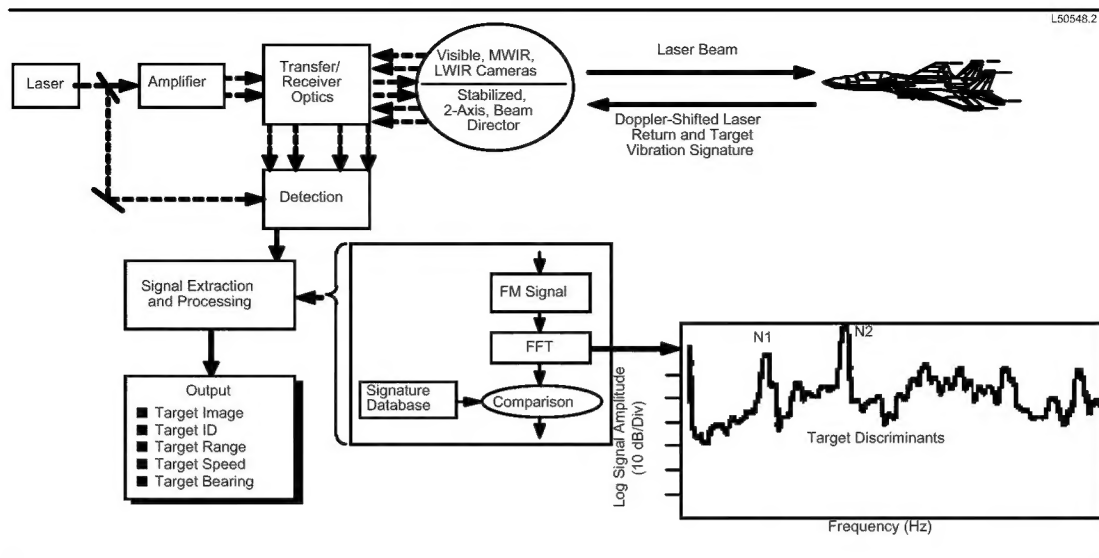 L50548.2
Laser
Amplifier
Transfer/
Receiver
Optics
Visible, MWIR,
LWIR Cameras
Stabilized,
2-Axis, Beam
Director
Laser Beam
Doppler-Shifted Laser
Return and Target
Vibration Signature
Detection
Signal Extraction
and Processing
FM Signal
FFT
Signature
Database
Comparison
Output
Target Image
Target ID
Target Range
Target Speed
Target Bearing
Log Signal Amplitude
(10 dB/Div)
N1
N2
Target Discriminants
Frequency (Hz)